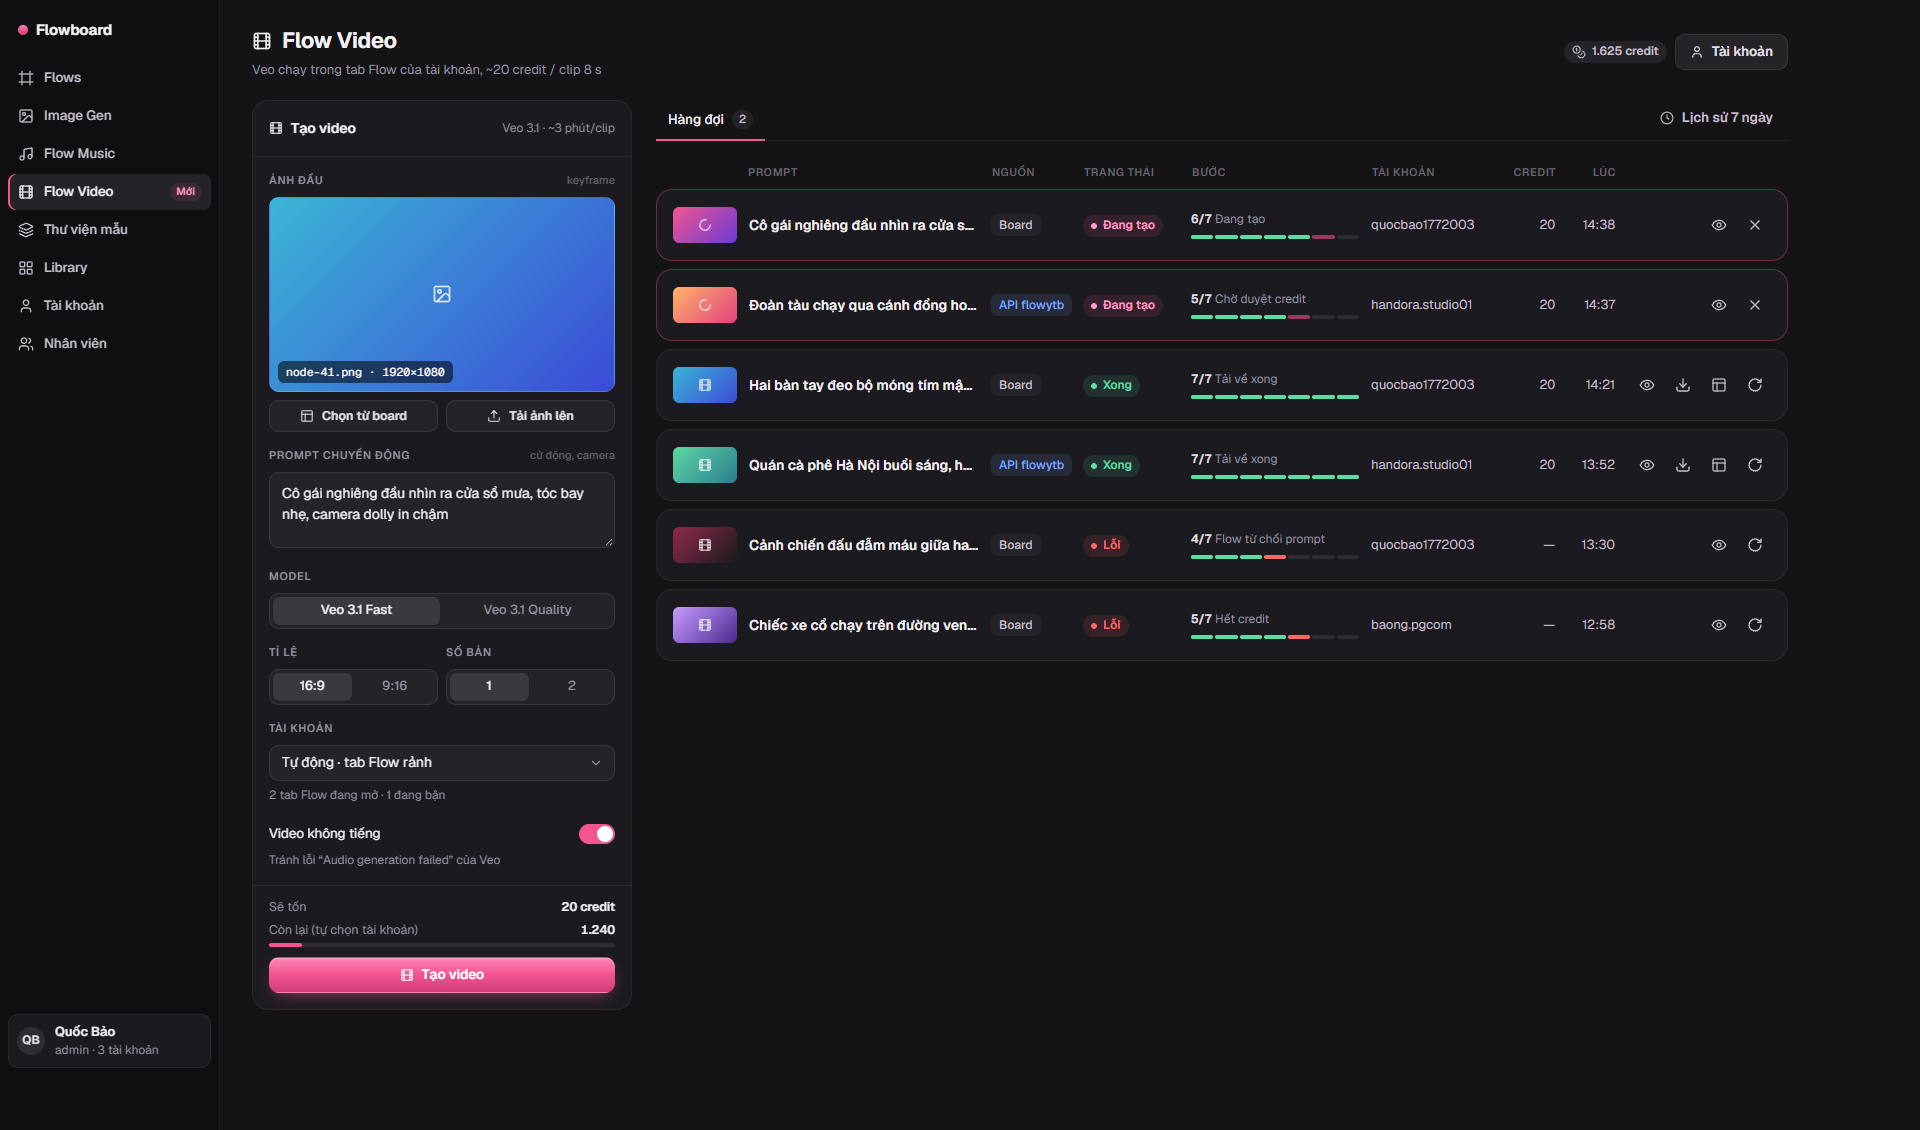 Flowboard
Flows
Image Gen
Flow Music
Flow Video
Mới
Thư viện mẫu
Library
Tài khoản
Nhân viên
QB
Quốc Bảo
admin · 3 tài khoản
Flow Video
Veo chạy trong tab Flow của tài khoản, ~20 credit / clip 8 s
1.625 credit
Tài khoản
Tạo video
Veo 3.1 · ~3 phút/clip
ẢNH ĐẦU
keyframe
node-41.png · 1920×1080
Chọn từ board
Tải ảnh lên
PROMPT CHUYỂN ĐỘNG
cử động, camera
Cô gái nghiêng đầu nhìn ra cửa sổ mưa, tóc bay
nhẹ, camera dolly in chậm
MODEL
Veo 3.1 Fast
Veo 3.1 Quality
TỈ LỆ
SỐ BẢN
16:9
9:16
1
2
TÀI KHOẢN
Tự động · tab Flow rảnh
2 tab Flow đang mở · 1 đang bận
Video không tiếng
Tránh lỗi “Audio generation failed” của Veo
Sẽ tốn
20 credit
Còn lại (tự chọn tài khoản)
1.240
Tạo video
Hàng đợi 2
Lịch sử 7 ngày
PROMPT NGUỒN TRẠNG THÁI BƯỚC TÀI KHOẢN CREDIT LÚC
Cô gái nghiêng đầu nhìn ra cửa s... Board Đang tạo 6/7 Đang tạo quocbao1772003 20 14:38
Đoàn tàu chạy qua cánh đồng ho... API flowytb Đang tạo 5/7 Chờ duyệt credit handora.studio01 20 14:37
Hai bàn tay đeo bộ móng tím mậ... Board Xong 7/7 Tải về xong quocbao1772003 20 14:21
Quán cà phê Hà Nội buổi sáng, h... API flowytb Xong 7/7 Tải về xong handora.studio01 20 13:52
Cảnh chiến đấu đẫm máu giữa ha... Board Lỗi 4/7 Flow từ chối prompt quocbao1772003 — 13:30
Chiếc xe cổ chạy trên đường ven... Board Lỗi 5/7 Hết credit baong.pgcom — 12:58